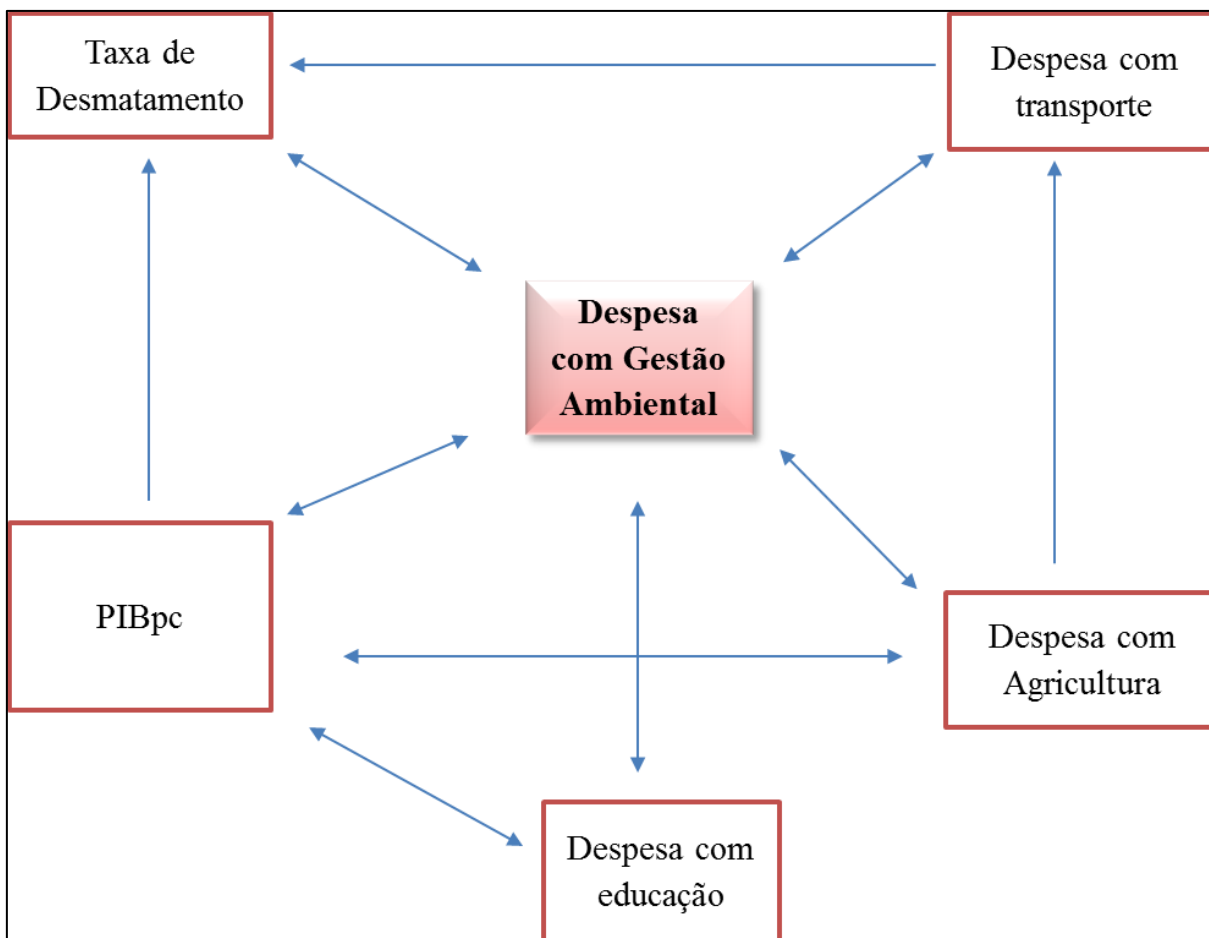 Taxa de
Desmatamento
Despesa com
transporte
Despesa
com Gestão
Ambiental
PIBpc
Despesa com
Agricultura
Despesa com
educação